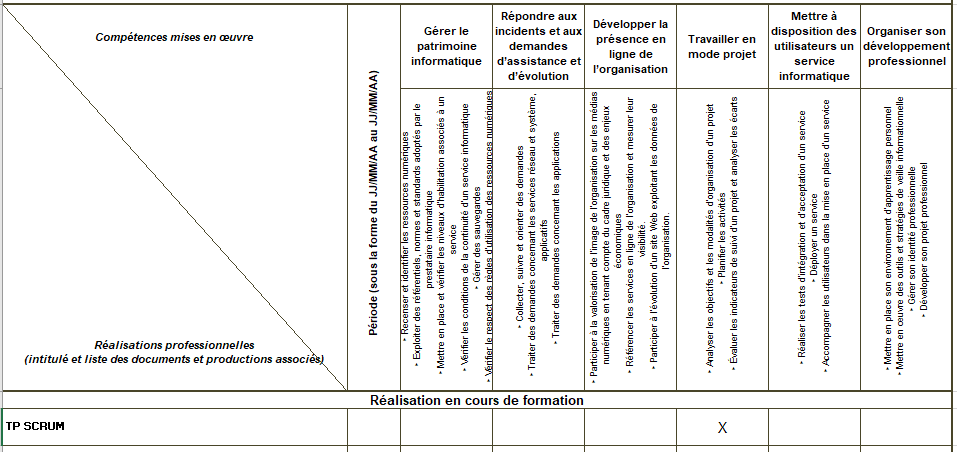 Compétences mises en œuvre
Réalisations professionnelles
(intitulé et liste des documents et productions associés)
Période (sous la forme du JJ/MM/AA au JJ/MM/AA)
Gérer le
patrimoine
informatique
Répondre aux
incidents et aux
demandes
d'assistance et
d'évolution
Développer la
présence en
ligne de
l'organisation
Travailler en
mode projet
Mettre à
disposition des
utilisateurs un
service
informatique
Organiser son
développement
professionnel
‣ Recenser et identifier les ressources numériques
‣ Exploiter des référentiels, normes et standards adoptés par le
prestataire informatique
‣ Mettre en place et vérifier les niveaux d'habilitation associés à un
service
‣ Vérifier les conditions de la continuité d'un service informatique
‣ Gérer des sauvegardes
‣ Vérifier le respect des règles d'utilisation des ressources numériques
‣ Collecter, suivre et orienter des demandes
‣ Traiter des demandes concernant les services réseau et système,
applicatifs
‣ Traiter des demandes concernant les applications
‣ Participer à la valorisation de l'image de l'organisation sur les médias
numériques en tenant compte du cadre juridique et des enjeux
économiques
‣ Référencer les services en ligne de l'organisation et mesurer leur
visibilité.
‣ Participer à l'évolution d'un site Web exploitant les données de
l'organisation.
‣ Analyser les objectifs et les modalités d'organisation d'un projet
‣ Planifier les activités
‣ Évaluer les indicateurs de suivi d'un projet et analyser les écarts
‣ Réaliser les tests d'intégration et d'acceptation d'un service
‣ Déployer un service
‣ Accompagner les utilisateurs dans la mise en place d'un service
‣ Mettre en place son environnement d'apprentissage personnel
‣ Mettre en œuvre des outils et stratégies de veille informationnelle
‣ Gérer son identité professionnelle
‣ Développer son projet professionnel
Réalisation en cours de formation
TP SCRUM
X